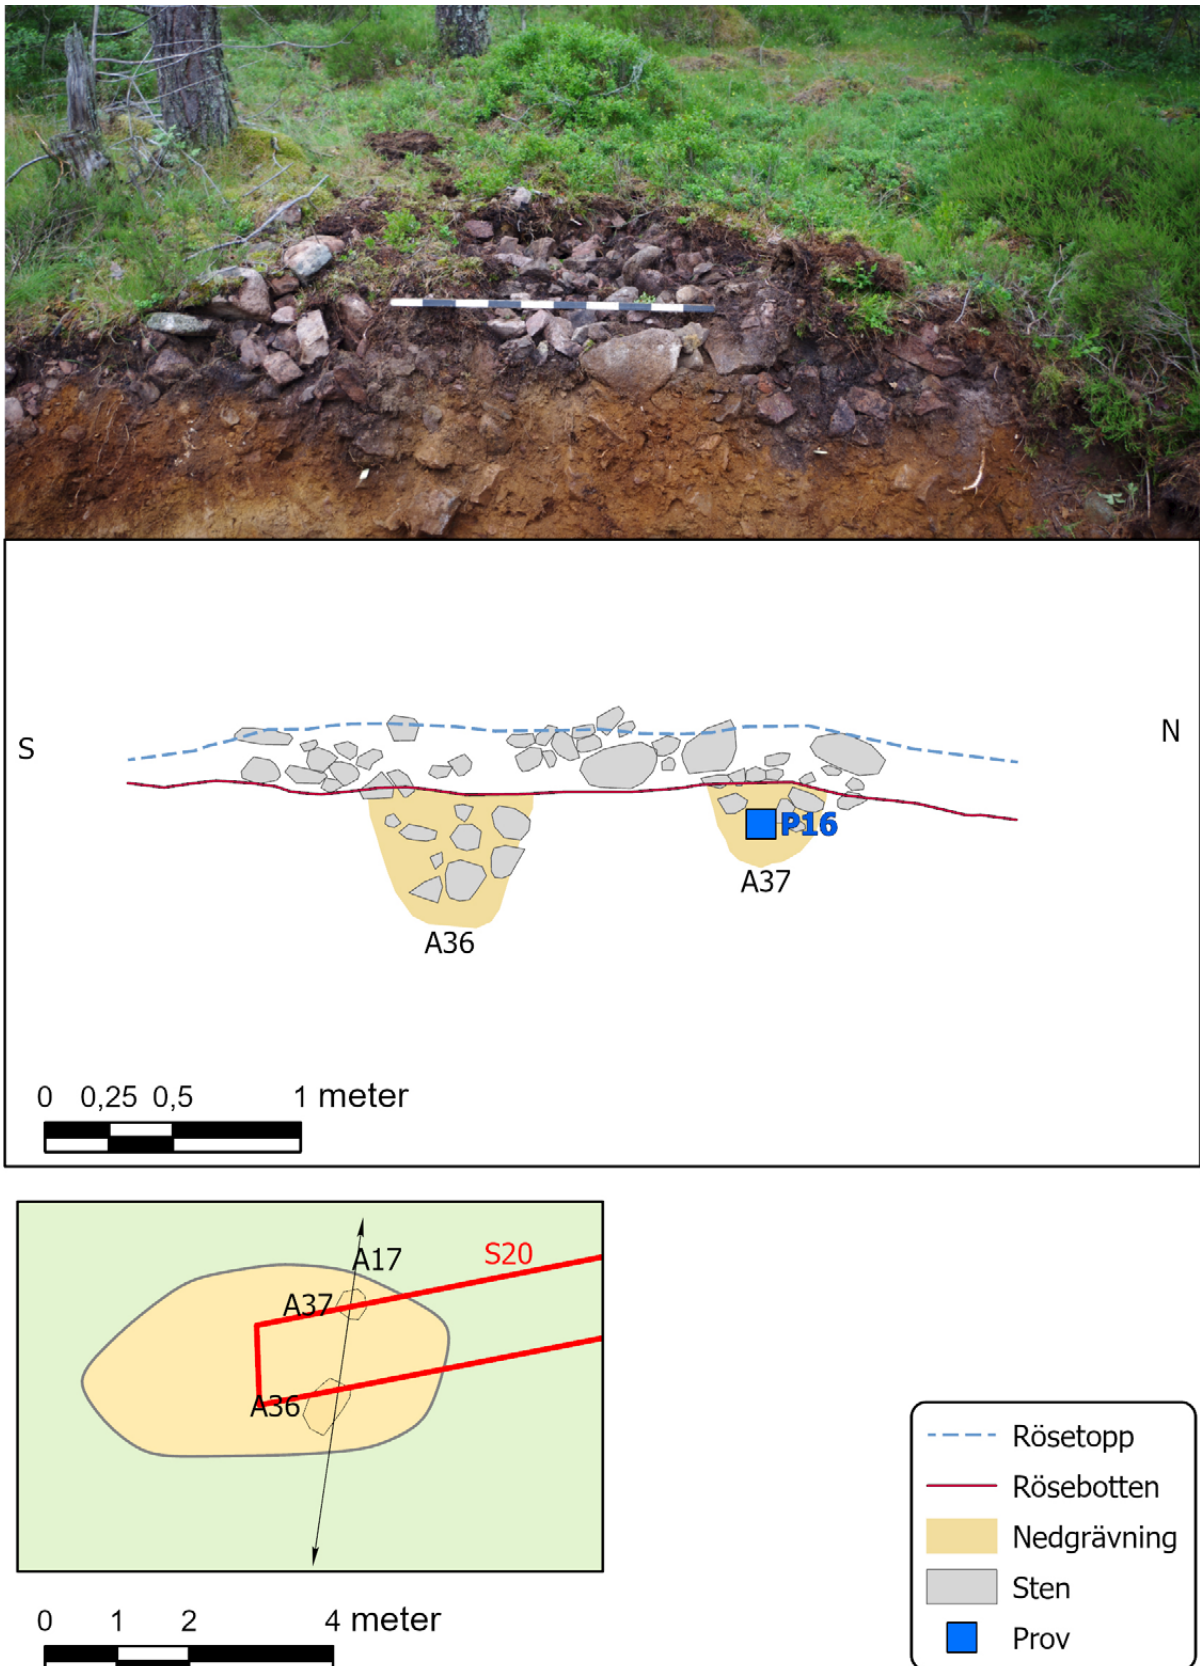 S
N
P16
A37
A36
0 0,25 0,5 1 meter
A17
S20
A37
A36
0 1 2 4 meter
Rösetopp
Rösebotten
Nedgrävning
Sten
Prov